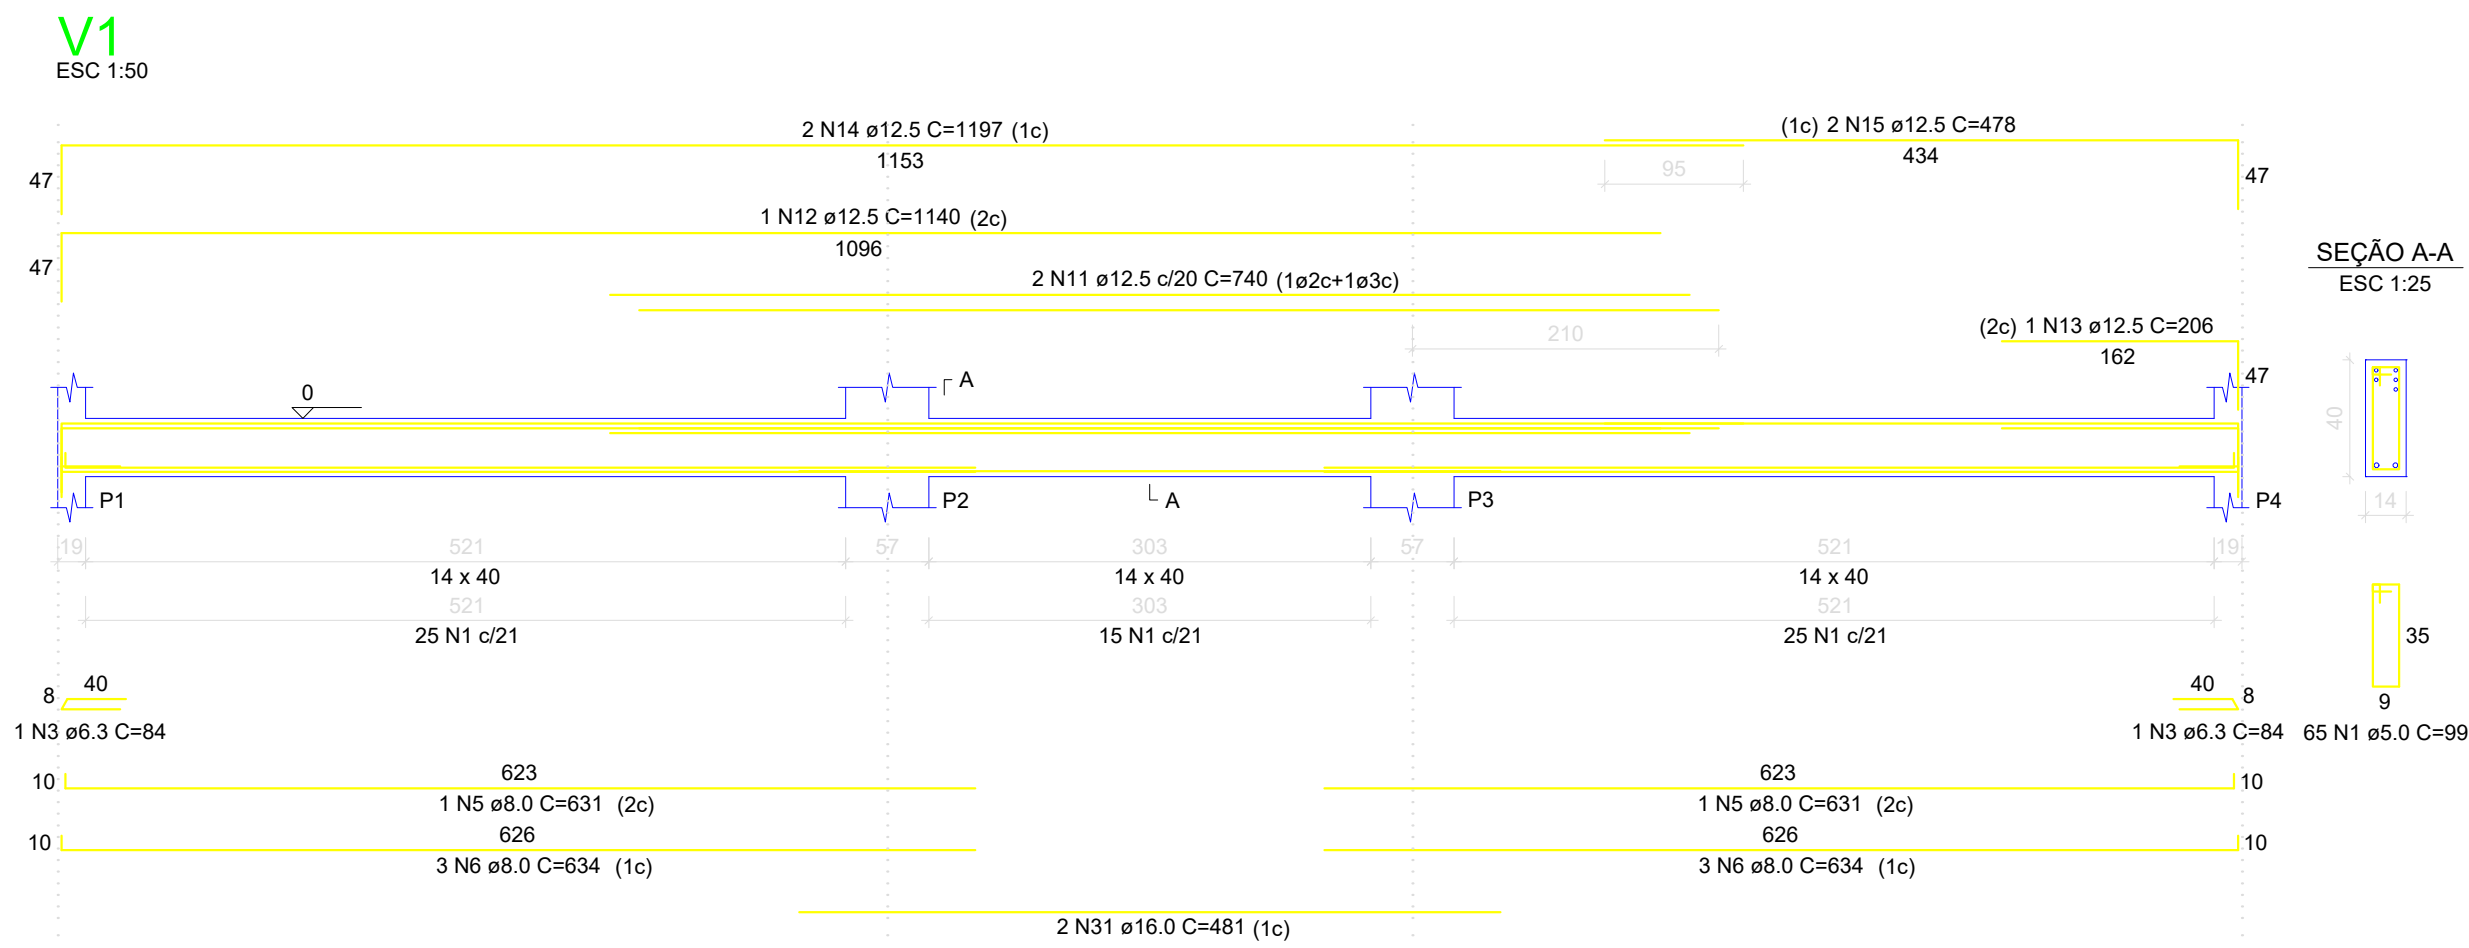 V1
ESC 1:50
2 N14 ø12.5 C=1197 (1c)
1153
47
(1c) 2 N15 ø12.5 C=478
434
95
47
1 N12 ø12.5 C=1140 (2c)
1096
47
2 N11 ø12.5 c/20 C=740 (1ø2c+1ø3c)
210
(2c) 1 N13 ø12.5 C=206
162
47
SEÇÃO A-A
ESC 1:25
40
14
0
A
A
P1
P2
P3
P4
19
521
57
303
57
521
19
14 x 40
14 x 40
14 x 40
521
303
521
25 N1 c/21
15 N1 c/21
25 N1 c/21
35
9
65 N1 ø5.0 C=99
8
40
1 N3 ø6.3 C=84
40
8
1 N3 ø6.3 C=84
623
10
1 N5 ø8.0 C=631 (2c)
623
10
1 N5 ø8.0 C=631 (2c)
626
10
3 N6 ø8.0 C=634 (1c)
626
10
3 N6 ø8.0 C=634 (1c)
2 N31 ø16.0 C=481 (1c)